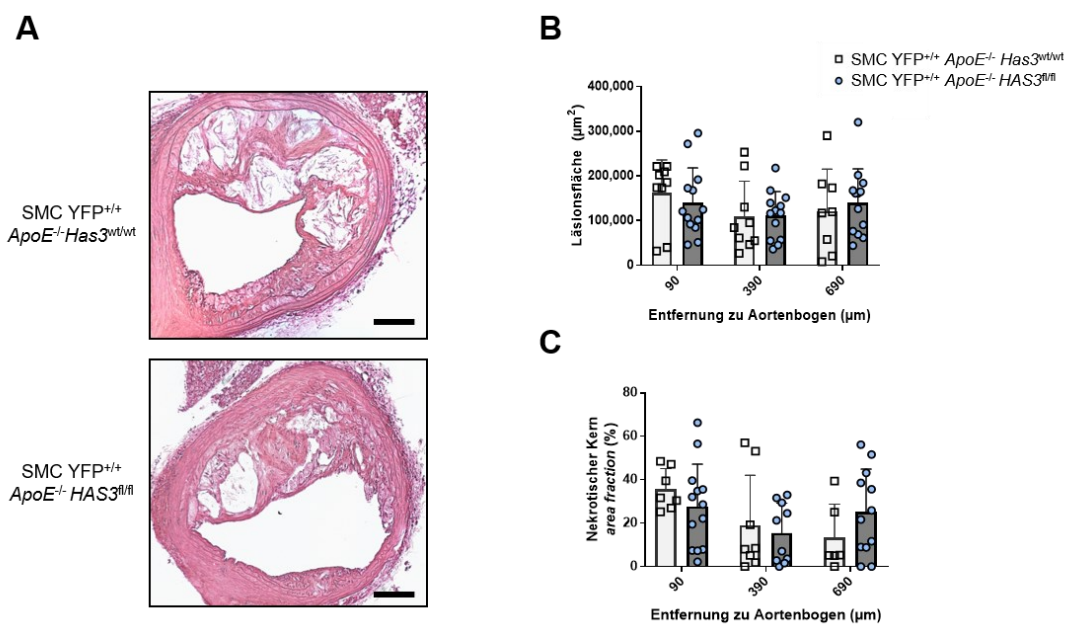 A
SMC YFP+/+
ApoE-/-Has3wt/wt
SMC YFP+/+
ApoE-/- HAS3fl/fl
B
SMC YFP+/+ ApoE-/- Has3wt/wt
SMC YFP+/+ ApoE-/- HAS3fl/fl
Läsionsfläche (µm²)
400,000
300,000
200,000
100,000
0
90
390
690
Entfernung zu Aortenbogen (µm)
C
Nekrotischer Kern
area fraction (%)
80
60
40
20
0
90
390
690
Entfernung zu Aortenbogen (µm)